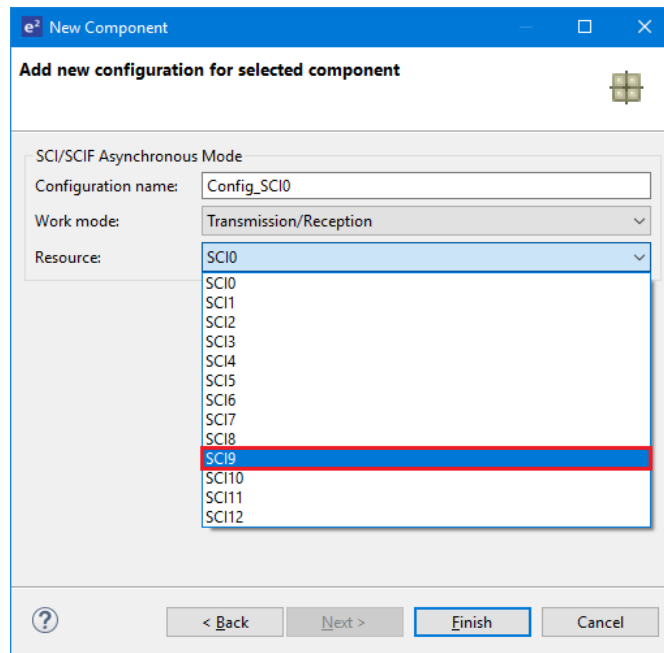 e² New Component
Add new configuration for selected component
SCI/SCIF Asynchronous Mode
Configuration name: Config_SCI0
Work mode: Transmission/Reception
Resource: SCI0
SCI0
SCI1
SCI2
SCI3
SCI4
SCI5
SCI6
SCI7
SCI8
SCI9
SCI10
SCI11
SCI12
? < Back Next > Finish Cancel